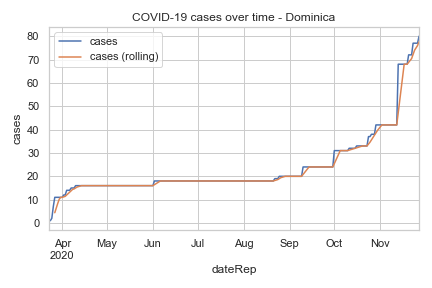 COVID-19 cases over time - Dominica
cases
cases (rolling)
80
70
60
50
40
30
20
10
0
cases
Apr May Jun Jul Aug Sep Oct Nov
2020
dateRep